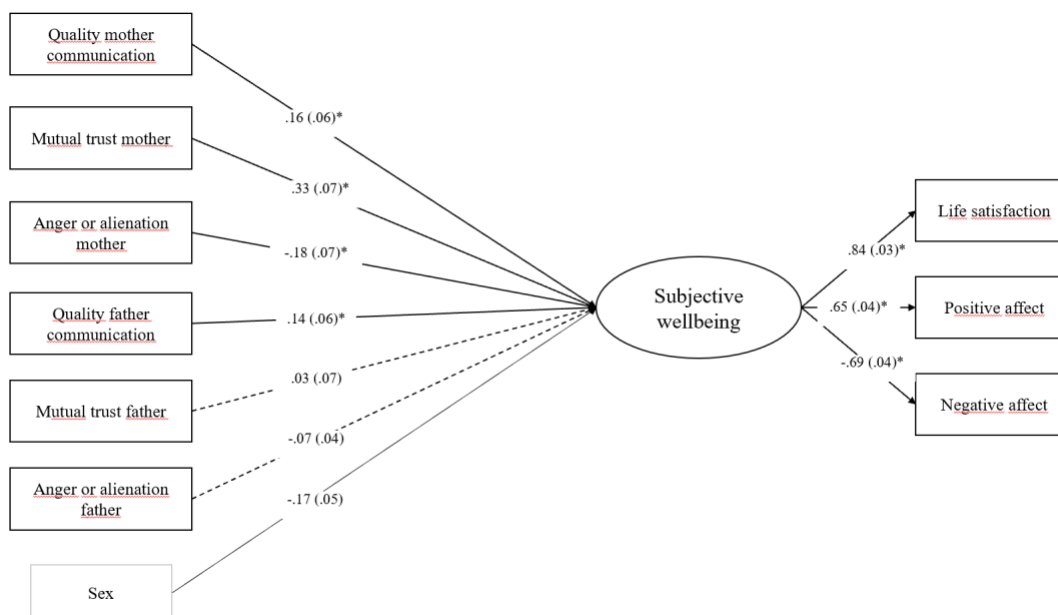 Quality mother
communication
Mutual trust mother
Anger or alienation
mother
Quality father
communication
Mutual trust father
Anger or alienation
father
Sex
.16 (.06)*
.33 (.07)*
-.18 (.07)*
.14 (.06)*
.03 (.07)
-.07 (.04)
-.17 (.05)
Subjective
wellbeing
.84 (.03)*
.65 (.04)*
-.69 (.04)*
Life satisfaction
Positive affect
Negative affect